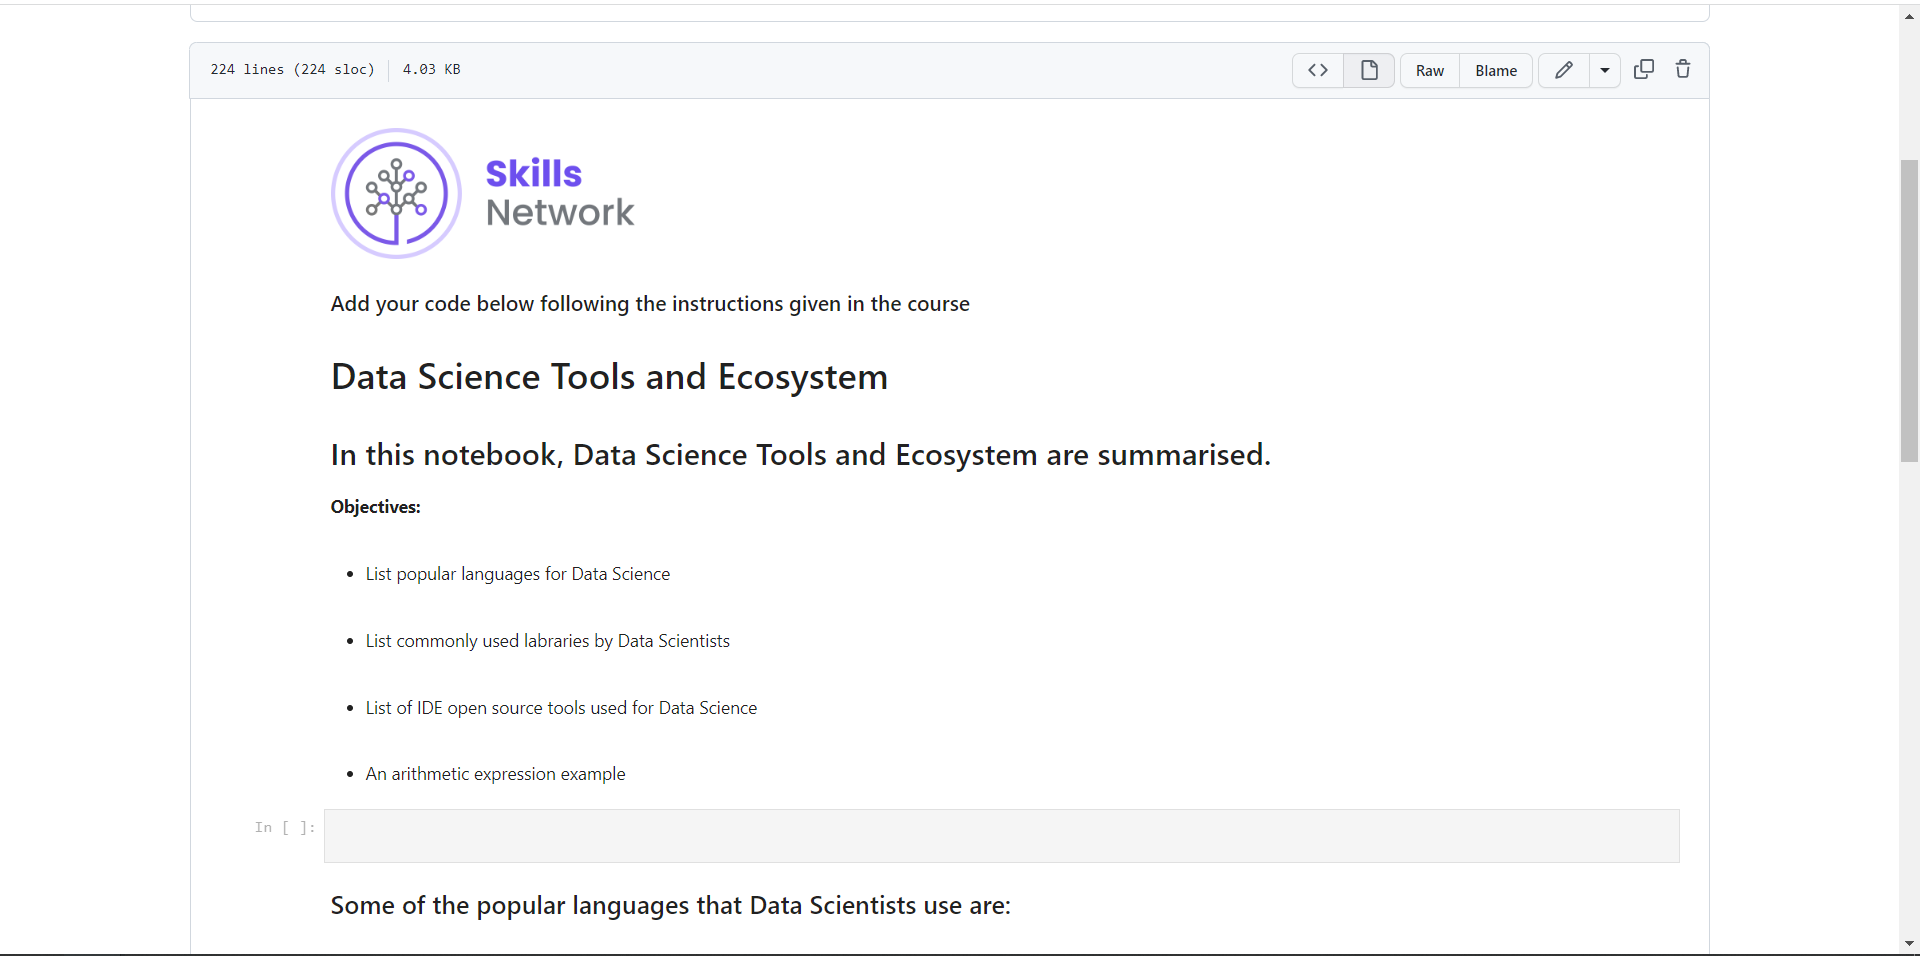 224 lines (224 sloc) 4.03 KB
Raw Blame
Skills
Network
Add your code below following the instructions given in the course
Data Science Tools and Ecosystem
In this notebook, Data Science Tools and Ecosystem are summarised.
Objectives:
• List popular languages for Data Science
• List commonly used labraries by Data Scientists
• List of IDE open source tools used for Data Science
• An arithmetic expression example
In [ ]:
Some of the popular languages that Data Scientists use are: